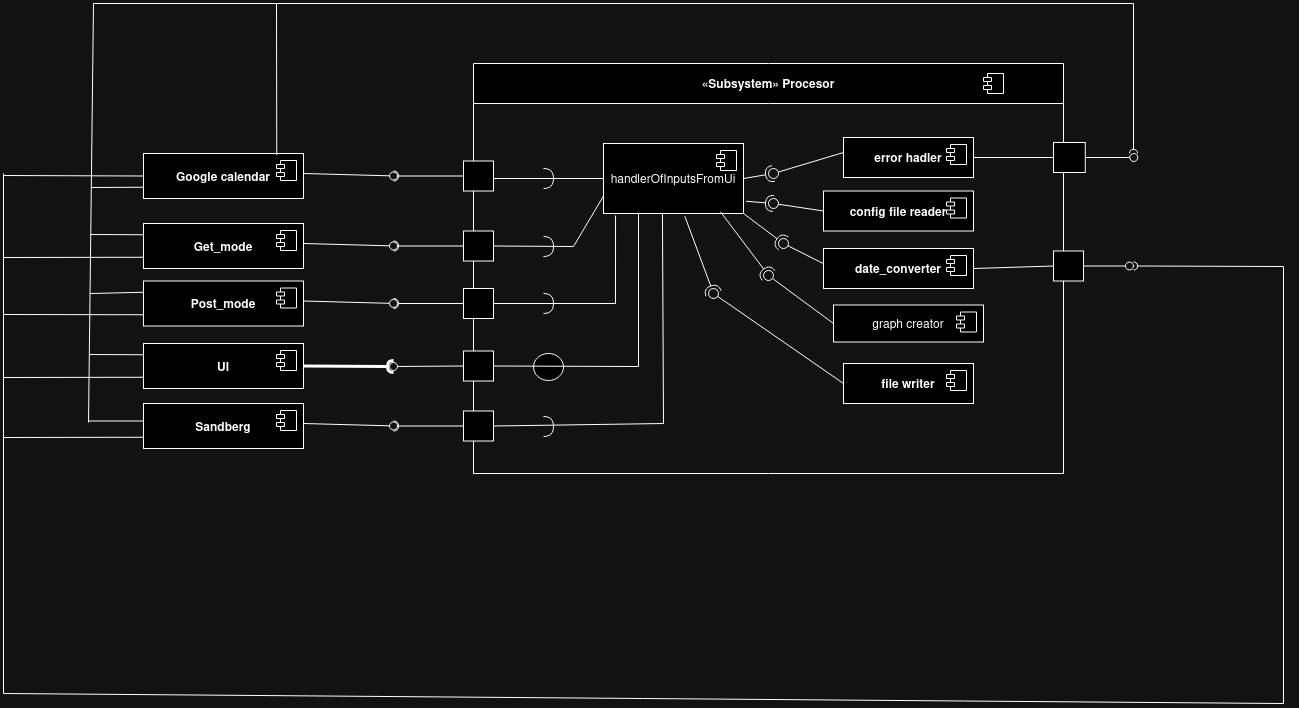 «Subsystem» Procesor
Google calendar
Get_mode
Post_mode
UI
Sandberg
handlerOfInputsFromUi
error hadler
config file reader
date_converter
graph creator
file writer